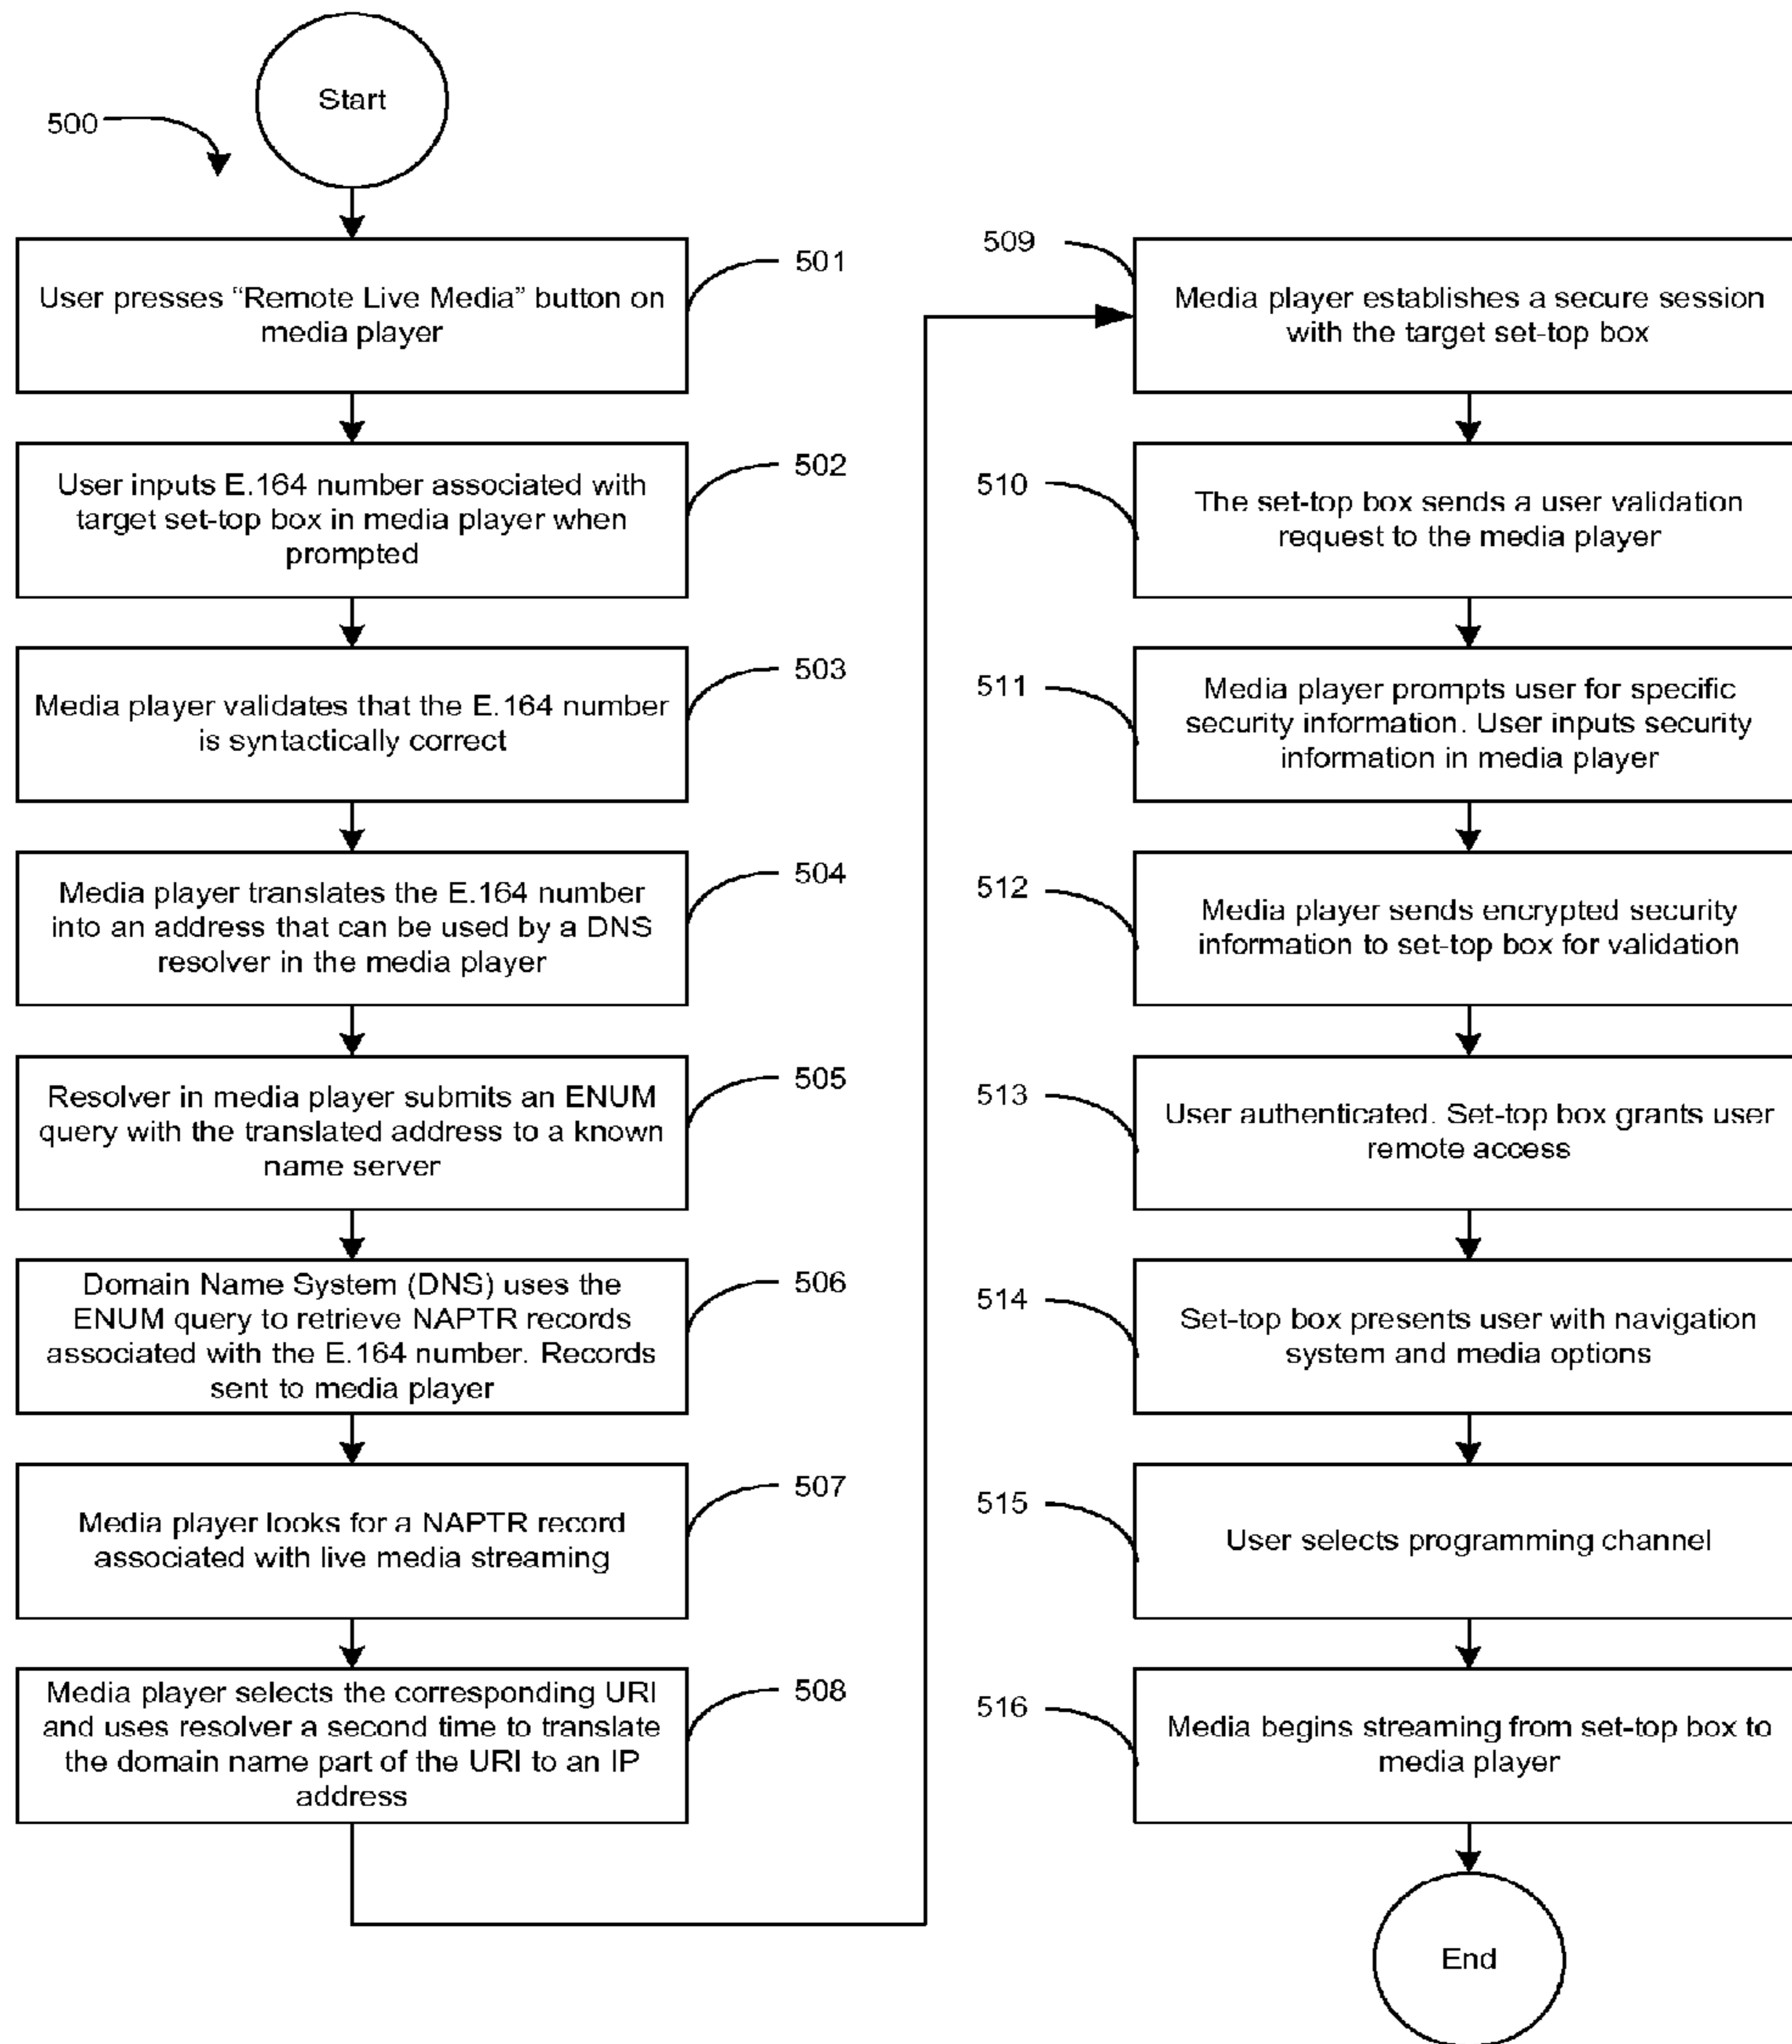 Start
500
User presses “Remote Live Media” button on
media player
501
User inputs E.164 number associated with
target set-top box in media player when
prompted
502
Media player validates that the E.164 number
is syntactically correct
503
Media player translates the E.164 number
into an address that can be used by a DNS
resolver in the media player
504
Resolver in media player submits an ENUM
query with the translated address to a known
name server
505
Domain Name System (DNS) uses the
ENUM query to retrieve NAPTR records
associated with the E.164 number. Records
sent to media player
506
Media player looks for a NAPTR record
associated with live media streaming
507
Media player selects the corresponding URI
and uses resolver a second time to translate
the domain name part of the URI to an IP
address
508
509
Media player establishes a secure session
with the target set-top box
510
The set-top box sends a user validation
request to the media player
511
Media player prompts user for specific
security information. User inputs security
information in media player
512
Media player sends encrypted security
information to set-top box for validation
513
User authenticated. Set-top box grants user
remote access
514
Set-top box presents user with navigation
system and media options
515
User selects programming channel
516
Media begins streaming from set-top box to
media player
End